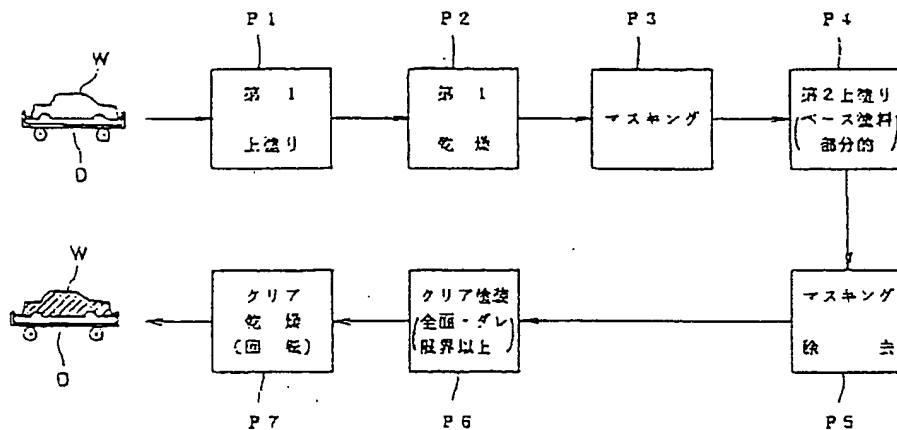 P1
P2
P3
P4
W
D
第 1
上塗り
第 1
乾 燥
マスキング
第2上塗り
(ベース塗料
部分的)
W
D
クリア
乾 燥
(回 転)
クリア塗装
(全面・ダレ
限界以上)
マスキング
除 去
P7
P6
P5